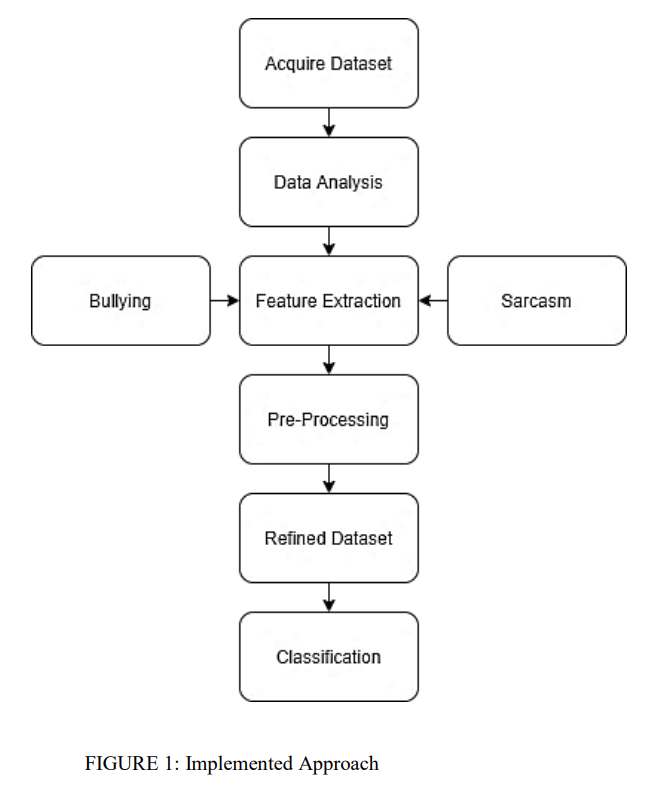 Acquire Dataset
Data Analysis
Bullying
Feature Extraction
Sarcasm
Pre-Processing
Refined Dataset
Classification
FIGURE 1: Implemented Approach